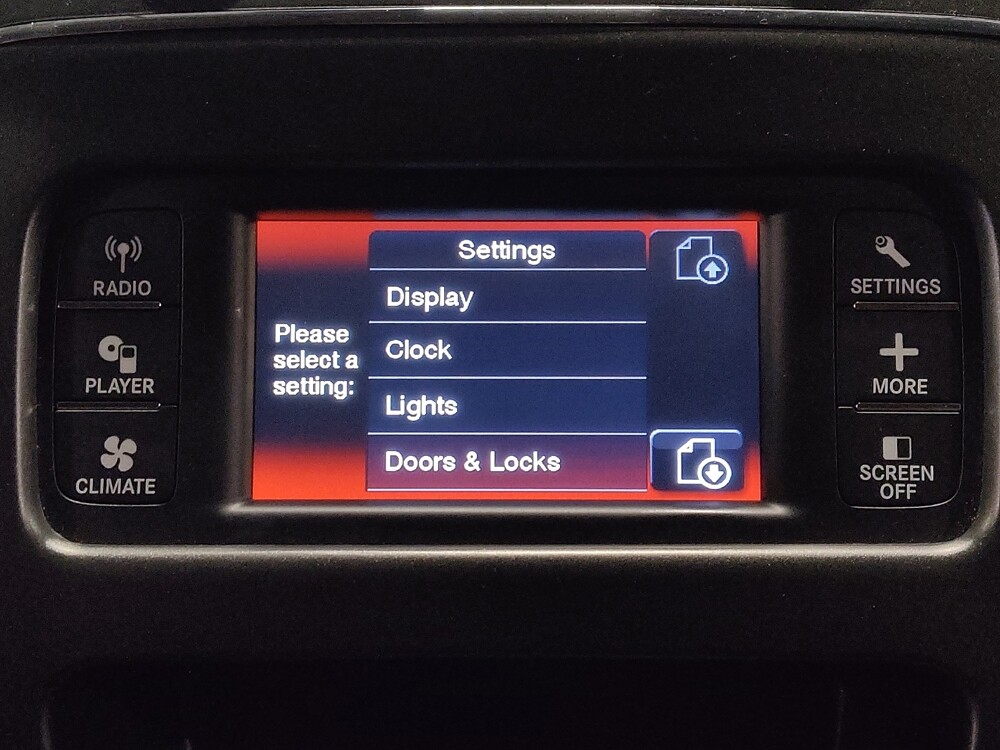 RADIO
PLAYER
CLIMATE
Please
select a
setting:
Settings
Display
Clock
Lights
Doors & Locks
SETTINGS
MORE
SCREEN
OFF